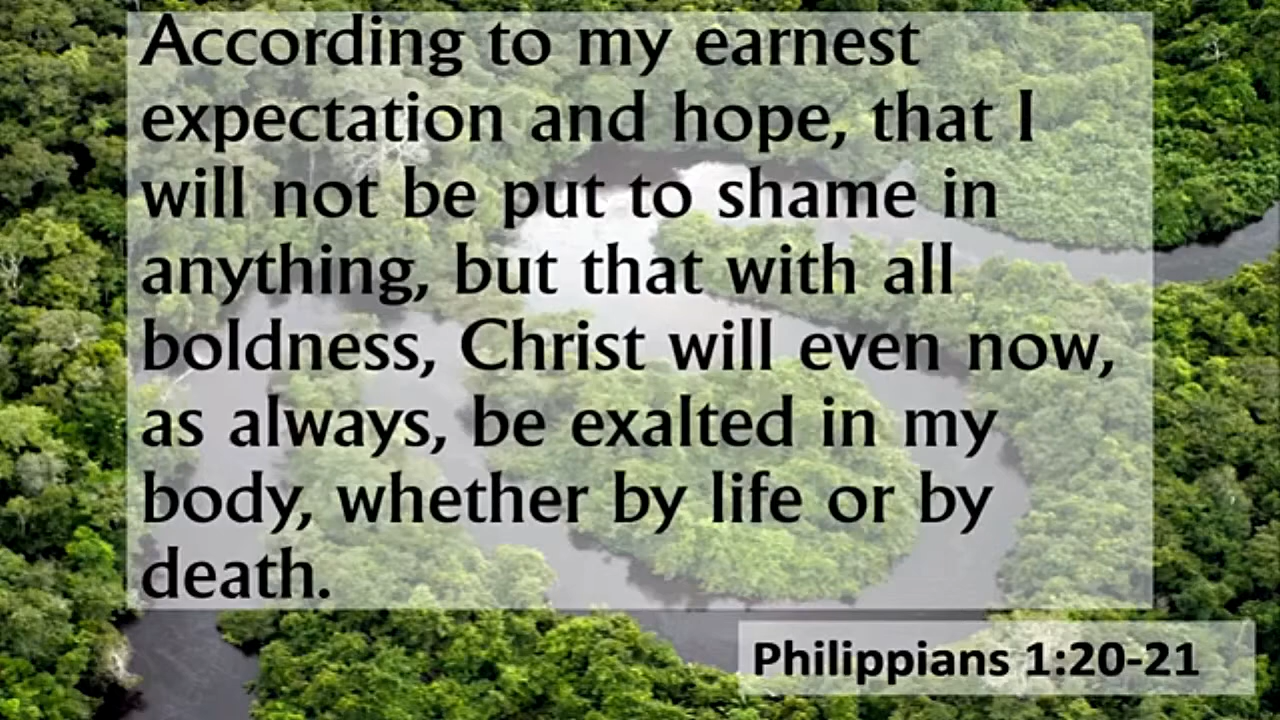 According to my earnest
expectation and hope, that I
will not be put to shame in
anything, but that with all
boldness, Christ will even now,
as always, be exalted in my
body, whether by life or by
death.
Philippians 1:20-21